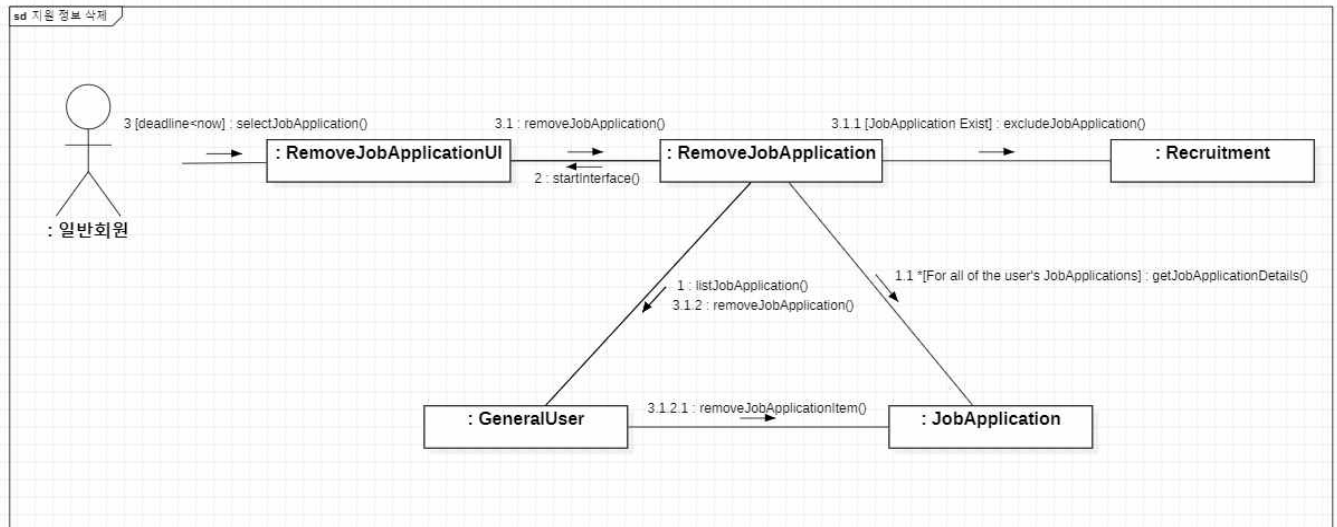 sd 지원 정보 삭제
3 [deadline<now] : selectJobApplication()
3.1 : removeJobApplication()
3.1.1 [JobApplication Exist] : excludeJobApplication()
: RemoveJobApplicationUI
: RemoveJobApplication
: Recruitment
2 : startInterface()
: 일반회원
1.1 *[For all of the user's JobApplications] : getJobApplicationDetails()
1 : listJobApplication()
3.1.2 : removeJobApplication()
3.1.2.1 : removeJobApplicationItem()
: GeneralUser
: JobApplication